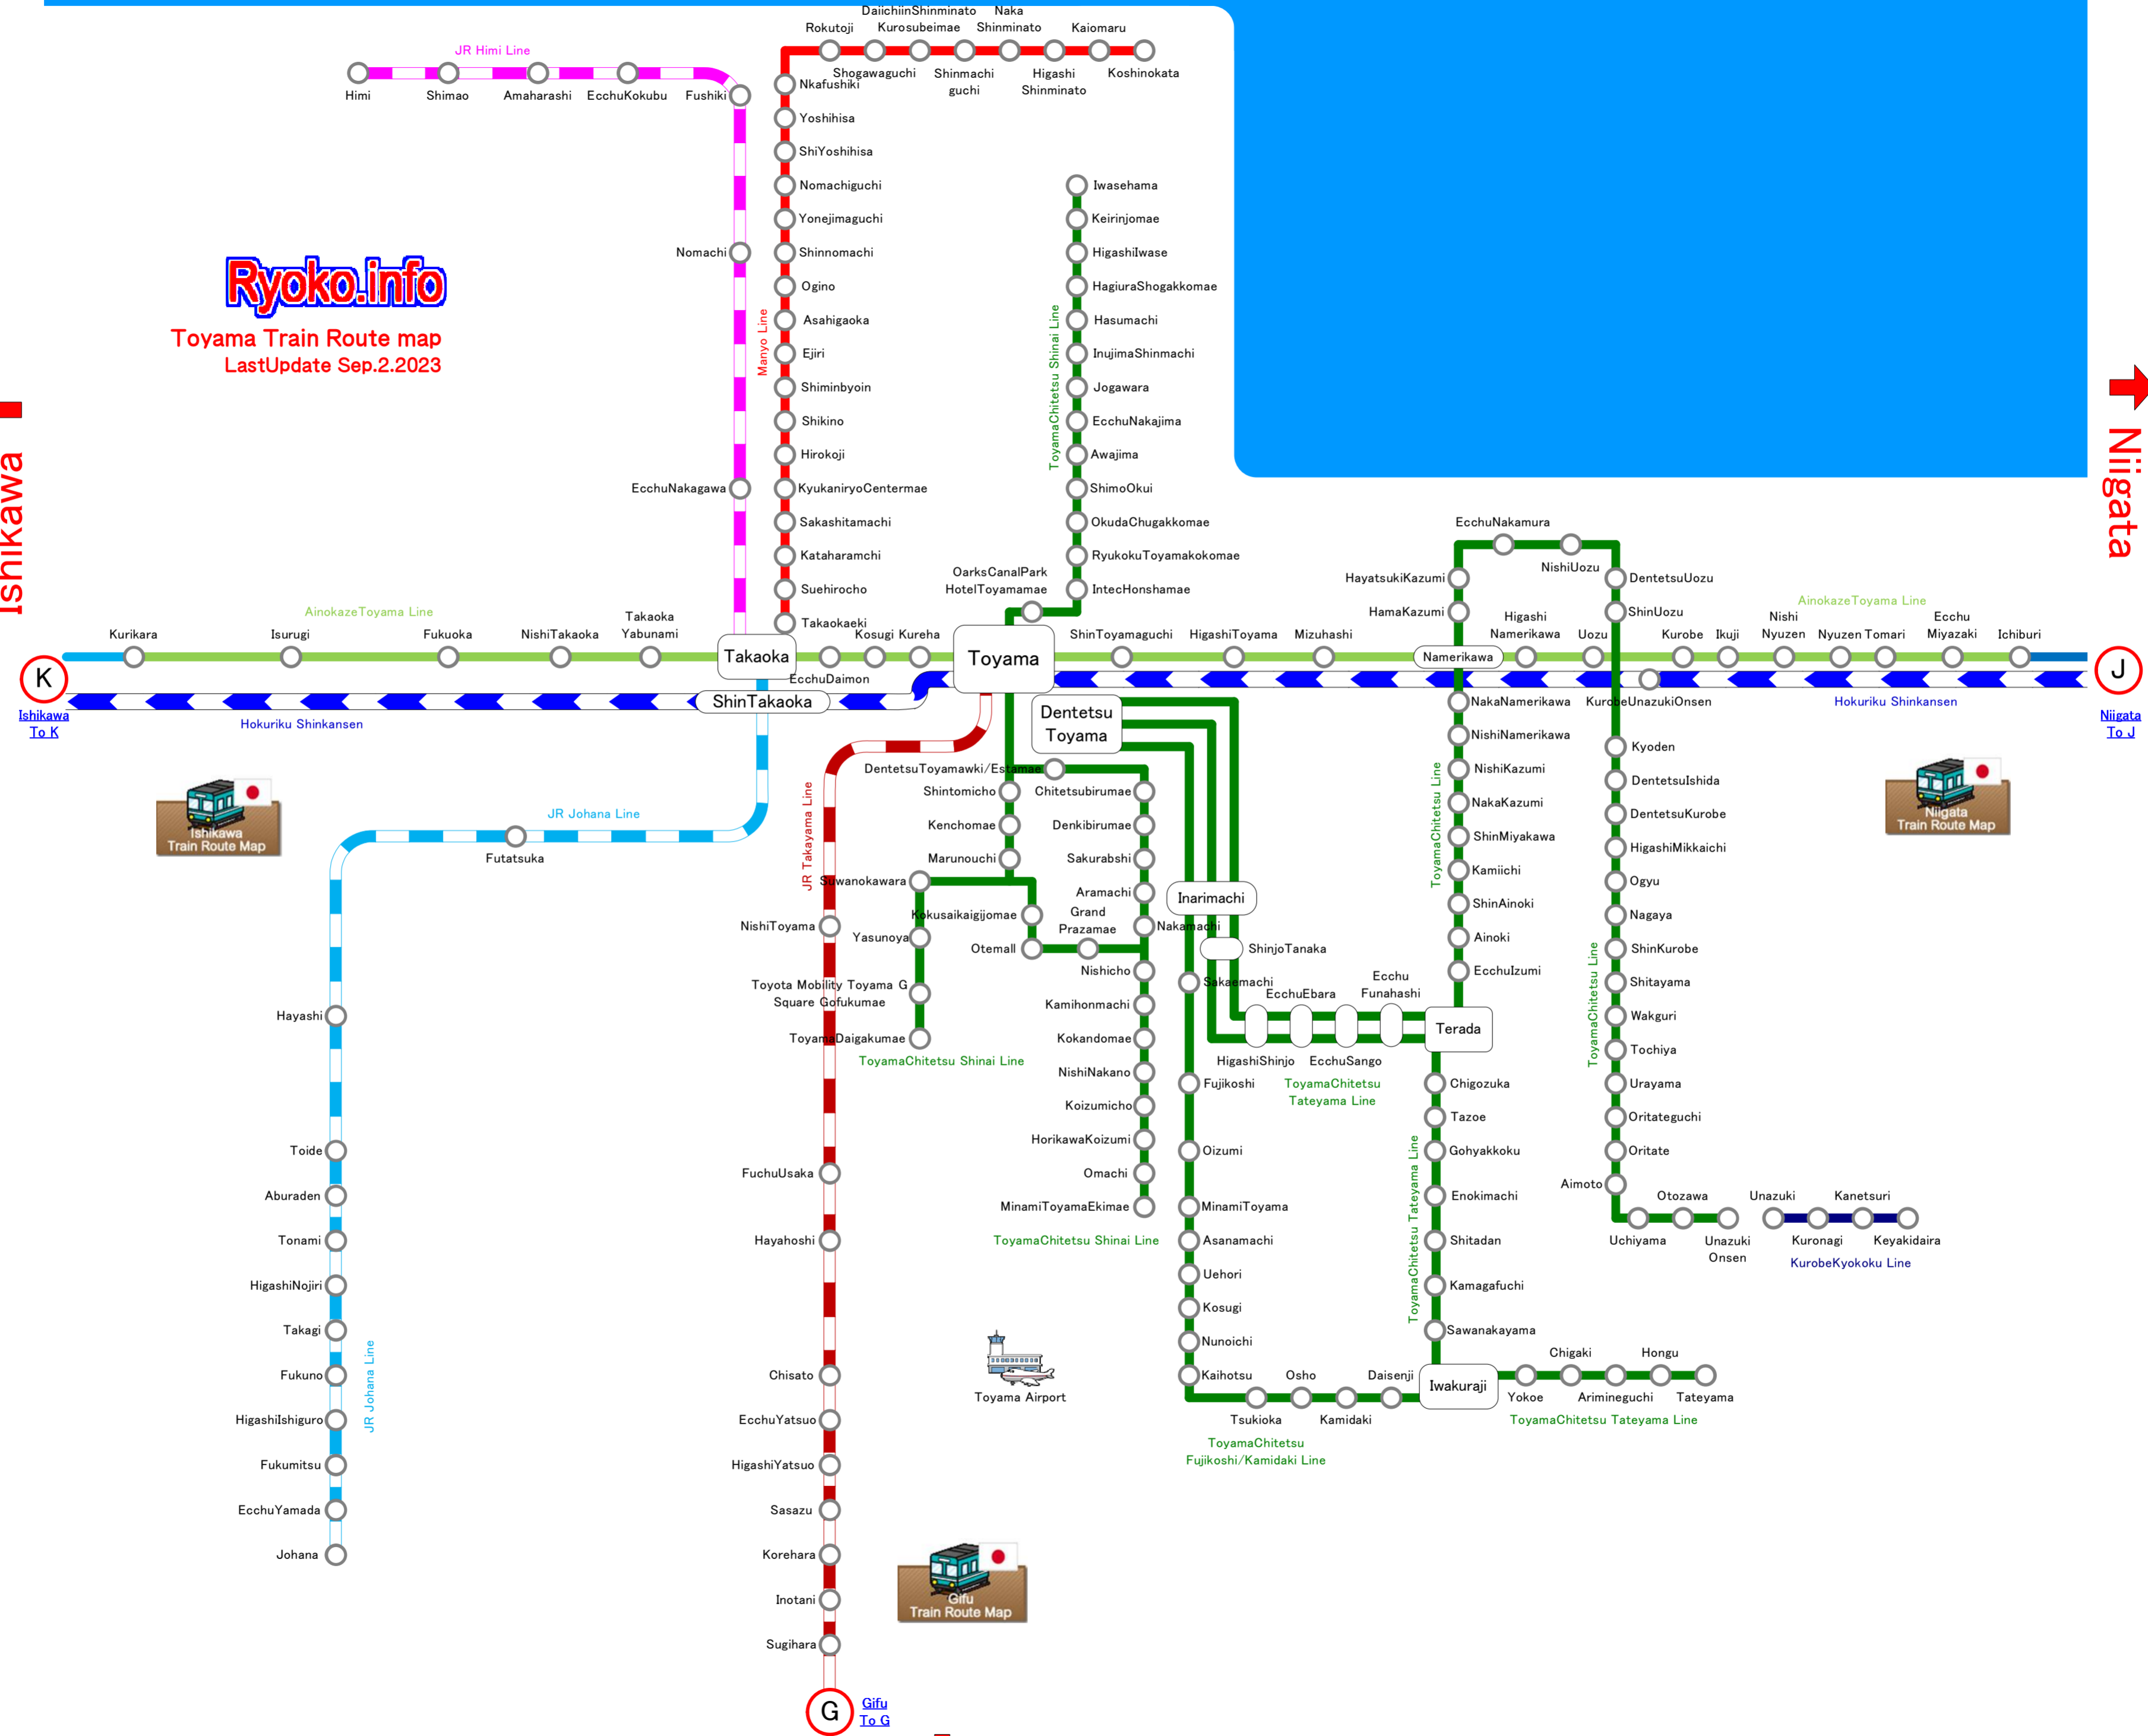 DaiichiinShinminato
Naka
Rokutoji
Kurosubeimae
Shinminato
Kaiomaru
JR Himi Line
Shogawaguchi
Shinmachi
guchi
Higashi
Shinminato
Koshinokata
Himi
Shimao
Amaharashi
EcchuKokubu
Fushiki
Nkafushiki
Yoshihisa
ShiYoshihisa
Nomachiguchi
Yonejimaguchi
Nomachi
Shinnomachi
Ogino
Asahigaoka
Ejiri
Shiminbyoin
Shikino
Hirokoji
EcchuNakagawa
KyukaniryoCentermae
Sakashitamachi
Kataharamchi
Suehirocho
Takaokaeki
Manyo Line
Iwasehama
Keirinjomae
HigashiIwase
HagiuraShogakkomae
Hasumachi
InujimaShinmachi
Jogawara
EcchuNakajima
Awajima
ShimoOkui
OkudaChugakkomae
RyukokuToyamakokomae
IntecHonshamae
OarksCanalPark
HotelToyamamae
ToyamaChitetsu Shinai Line
Ryoko.info
Toyama Train Route map
LastUpdate Sep.2.2023
Ishikawa
Niigata
EcchuNakamura
NishiUozu
HayatsukiKazumi
HamaKazumi
DentetsuUozu
ShinUozu
AinokazeToyama Line
AinokazeToyama Line
Kurikara
Isurugi
Fukuoka
NishiTakaoka
Takaoka
Yabunami
Takaoka
EcchuDaimon
Kosugi
Kureha
Toyama
ShinToyamaguchi
HigashiToyama
Mizuhashi
Namerikawa
Higashi
Namerikawa
Uozu
Kurobe
Ikuji
Nishi
Nyuzen
Nyuzen
Tomari
Ecchu
Miyazaki
Ichiburi
K
J
Ishikawa
To K
Niigata
To J
Hokuriku Shinkansen
ShinTakaoka
KurobeUnazukiOnsen
Hokuriku Shinkansen
Dentetsu
Toyama
Ishikawa
Train Route Map
Niigata
Train Route Map
JR Johana Line
Futatsuka
Hayashi
Toide
Aburaden
Tonami
HigashiNojiri
Takagi
Fukuno
HigashiIshiguro
Fukumitsu
EcchuYamada
Johana
JR Johana Line
JR Takayama Line
NishiToyama
FuchuUsaka
Hayahoshi
Chisato
EcchuYatsuo
HigashiYatsuo
Sasazu
Korehara
Inotani
Sugihara
G
Gifu
To G
Gifu
Train Route Map
DentetsuToyamawki/Estamae
Shintomicho
Kenchomae
Marunouchi
Suwanokawara
Yasunoya
Toyota Mobility Toyama G
Square Gofukumae
ToyamaDaigakumae
ToyamaChitetsu Shinai Line
Kokusaikaigijomae
Otemall
Grand
Prazamae
Chitetsubirumae
Denkibirumae
Sakurabshi
Aramachi
Nakamachi
Nishicho
Kamihonmachi
Kokandomae
NishiNakano
Koizumicho
HorikawaKoizumi
Omachi
MinamiToyamaEkimae
ToyamaChitetsu Shinai Line
Toyama Airport
Inarimachi
ShinjoTanaka
Sakaemachi
Fujikoshi
Oizumi
MinamiToyama
Asanamachi
Uehori
Kosugi
Nunoichi
Kaihotsu
Tsukioka
Osho
Kamidaki
Daisenji
ToyamaChitetsu
Fujikoshi/Kamidaki Line
HigashiShinjo
EcchuEbara
EcchuSango
Ecchu
Funahashi
ToyamaChitetsu
Tateyama Line
Terada
NakaNamerikawa
NishiNamerikawa
NishiKazumi
NakaKazumi
ShinMiyakawa
Kamiichi
ShinAinoki
Ainoki
EcchuIzumi
ToyamaChitetsu Line
Chigozuka
Tazoe
Gohyakkoku
Enokimachi
Shitadan
Kamagafuchi
Sawanakayama
ToyamaChitetsu Tateyama Line
Iwakuraji
Yokoe
Chigaki
Arimineguchi
Hongu
Tateyama
ToyamaChitetsu Tateyama Line
Kyoden
DentetsuIshida
DentetsuKurobe
HigashiMikkaichi
Ogyu
Nagaya
ShinKurobe
Shitayama
Wakguri
Tochiya
Urayama
Oritateguchi
Oritate
Aimoto
ToyamaChitetsu Line
Uchiyama
Otozawa
Unazuki
Onsen
Unazuki
Kuronagi
Kanetsuri
Keyakidaira
KurobeKyokoku Line